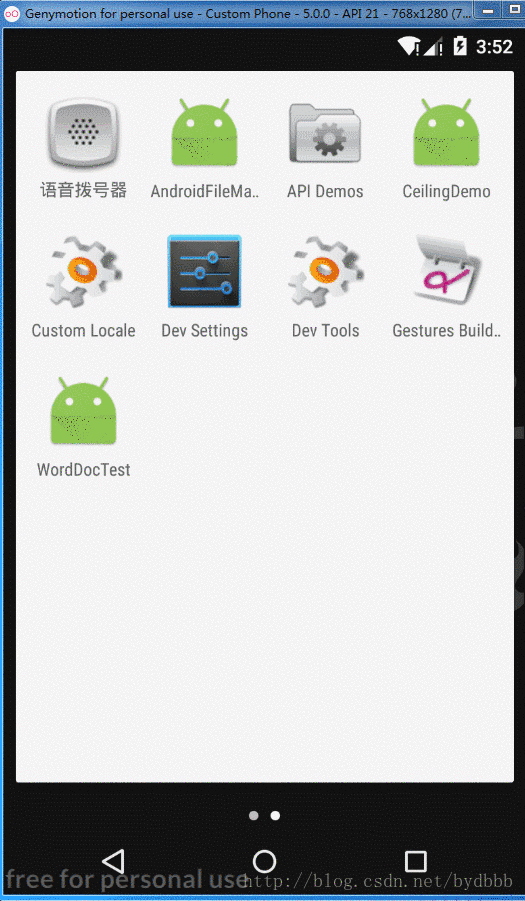 Genymotion for personal use - Custom Phone - 5.0.0 - API 21 - 768x1280 (7...
3:52
语音拨号器 AndroidFileMa.. API Demos CeilingDemo
Custom Locale Dev Settings Dev Tools Gestures Build..
WordDocTest
free for personal use
http://blog.csdn.net/bydbbb